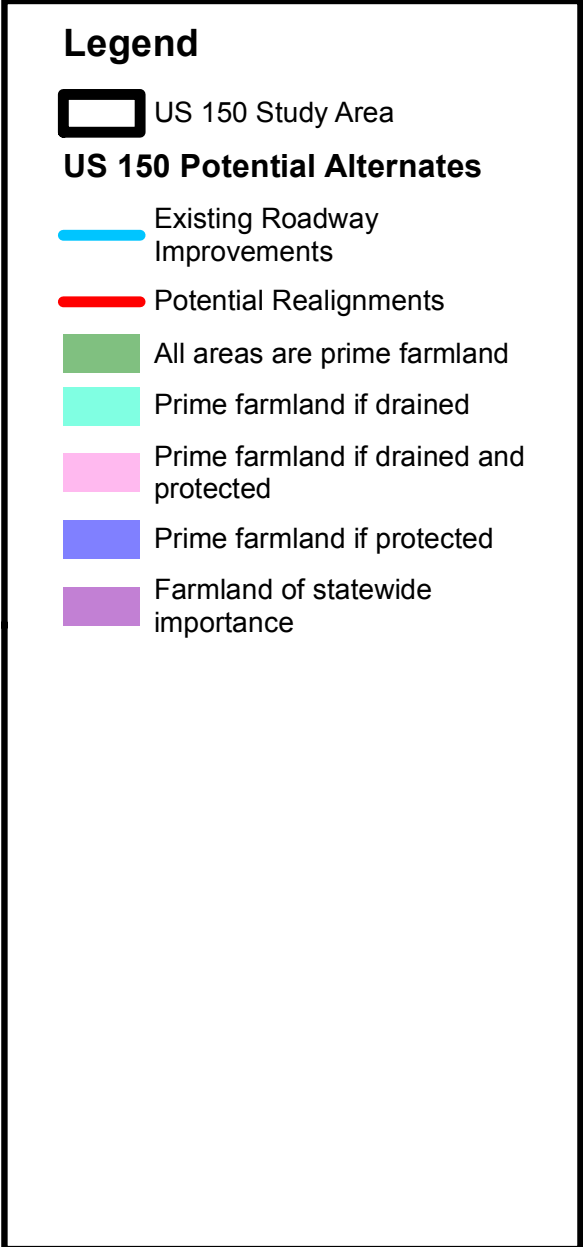 Legend
US 150 Study Area
US 150 Potential Alternates
Existing Roadway
Improvements
Potential Realignments
All areas are prime farmland
Prime farmland if drained
Prime farmland if drained and
protected
Prime farmland if protected
Farmland of statewide
importance